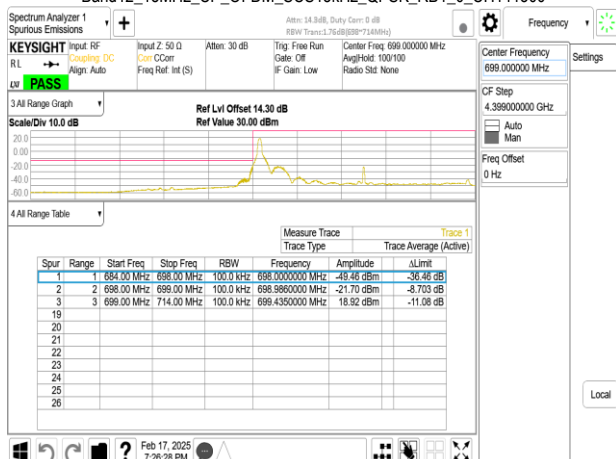 Spectrum Analyzer 1
Spurious Emissions
Attn: 14.3dB, Duty Cerr: 0 dB
Frequency
KEYSIGHT Input: RF Input Z: 50 Ω Atten: 30 dB Trig: Free Run Center Freq: 699.000000 MHz
RL Coupling: DC Corr CCorr Gate: Off Avg|Hold: 100/100
Align: Auto Freq Ref: Int (S) IF Gain: Low Radio Std: None
LXI PASS
Center Frequency
699.000000 MHz
Settings
CF Step
4.399000000 GHz
Auto
Man
Freq Offset
0 Hz
3 All Range Graph
Ref Lvl Offset 14.30 dB
Scale/Div 10.0 dB Ref Value 30.00 dBm
20.0
0.00
-20.0
-40.0
-60.0
4 All Range Table
Measure Trace Trace 1
Trace Type Trace Average (Active)
Spur Range Start Freq Stop Freq RBW Frequency Amplitude ΔLimit
1 1 684.00 MHz 698.00 MHz 100.0 kHz 698.0000000 MHz -49.46 dBm -36.46 dB
2 2 698.00 MHz 699.00 MHz 100.0 kHz 698.9860000 MHz -21.70 dBm -8.703 dB
3 3 699.00 MHz 714.00 MHz 100.0 kHz 699.4350000 MHz 18.92 dBm -11.08 dB
19
20
21
22
23
24
25
26
Local
Feb 17, 2025
7:26:28 PM